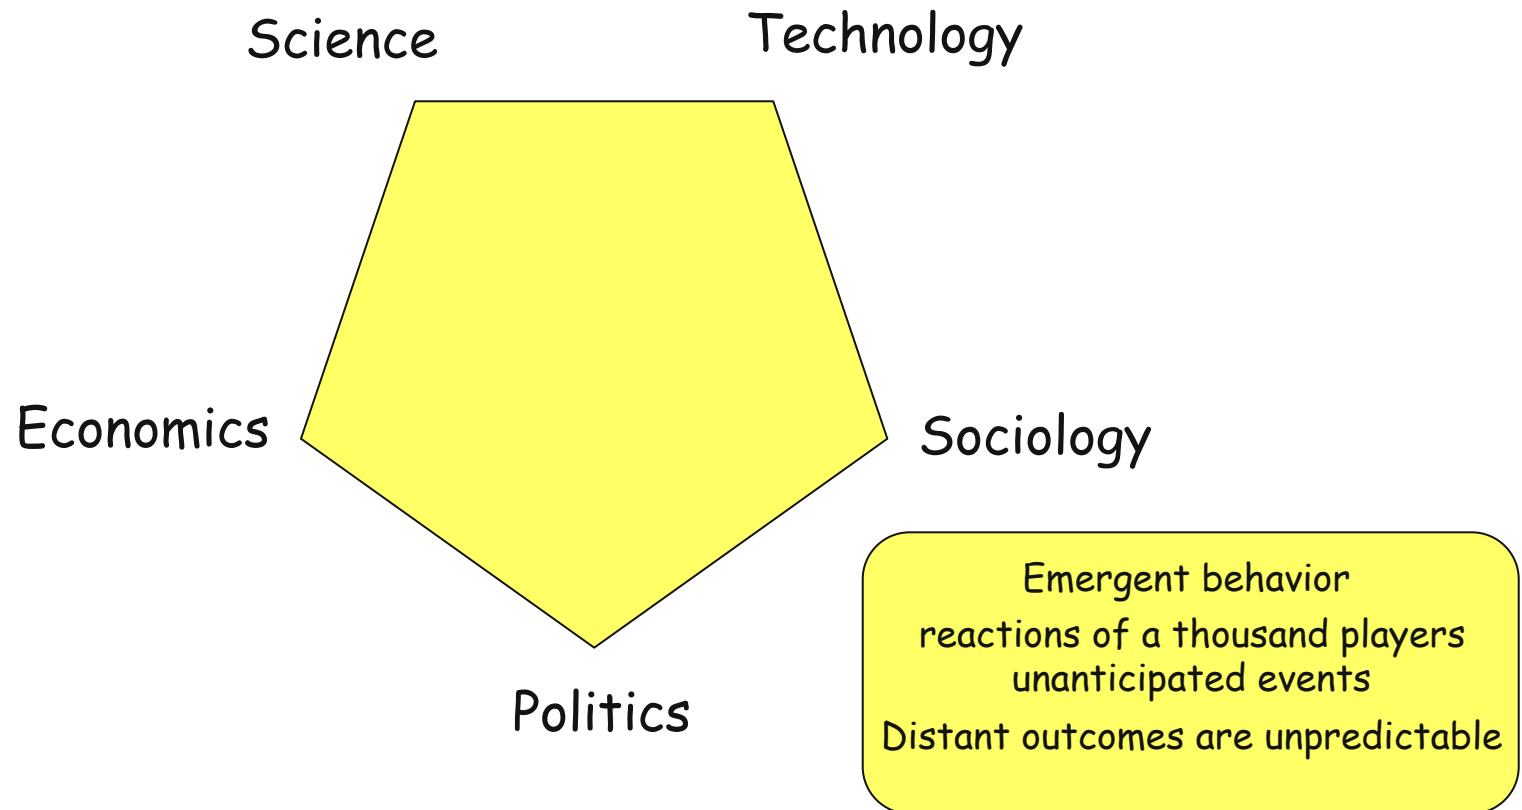 Science
Technology
Economics
Sociology
Politics
Emergent behavior
reactions of a thousand players
unanticipated events
Distant outcomes are unpredictable